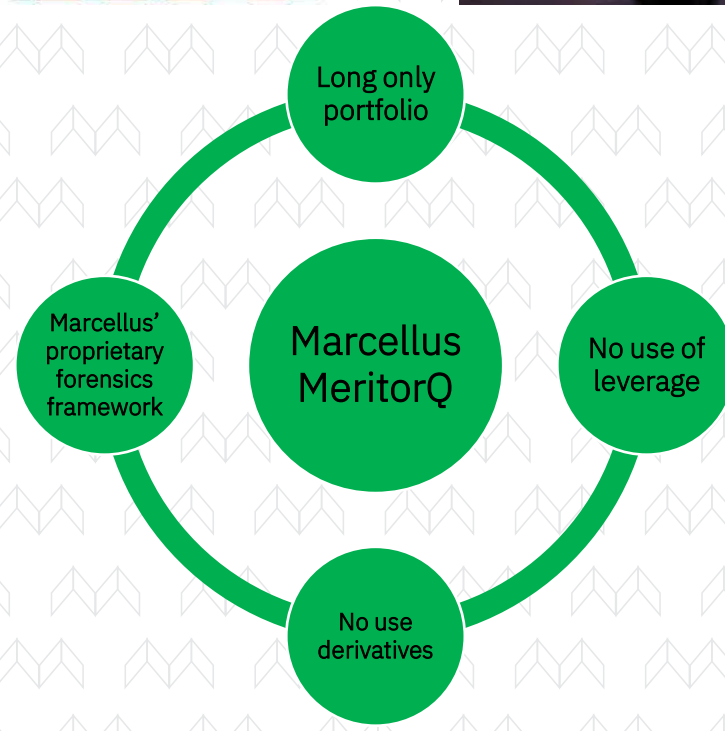 Long only
portfolio
Marcellus’
proprietary
forensics
framework
Marcellus
MeritorQ
No use of
leverage
No use
derivatives